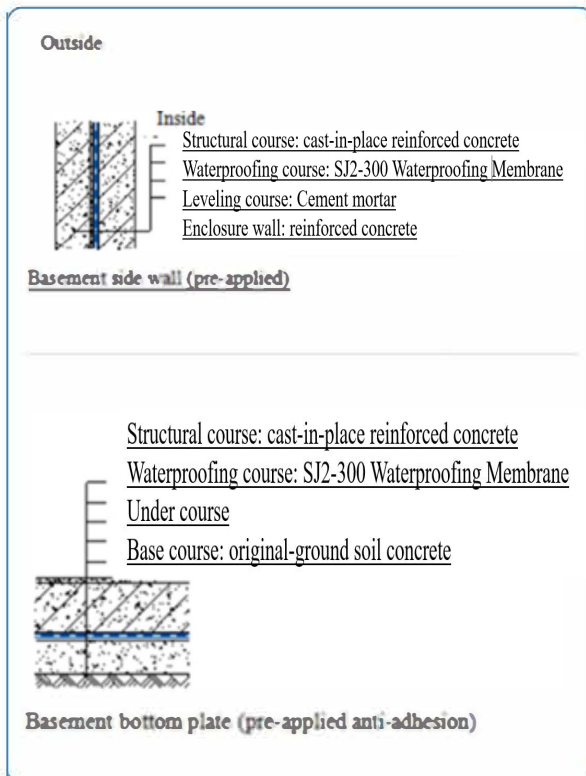 Outside
Inside
Structural course: cast-in-place reinforced concrete
Waterproofing course: SJ2-300 Waterproofing Membrane
Leveling course: Cement mortar
Enclosure wall: reinforced concrete
Basement side wall (pre-applied)
Structural course: cast-in-place reinforced concrete
Waterproofing course: SJ2-300 Waterproofing Membrane
Under course
Base course: original-ground soil concrete
Basement bottom plate (pre-applied anti-adhesion)